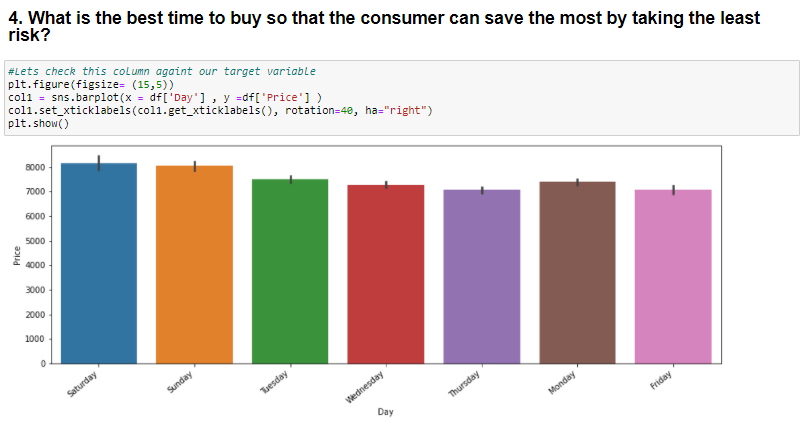 4. What is the best time to buy so that the consumer can save the most by taking the least
risk?
#Lets check this column againt our target variable
plt.figure(figsize= (15,5))
col1 = sns.barplot(x = df['Day'] , y =df['Price'] )
col1.set_xticklabels(col1.get_xticklabels(), rotation=40, ha="right")
plt.show()
8000
7000
6000
5000
4000
3000
2000
1000
0
Price
Saturday
Sunday
Tuesday
Wednesday
Thursday
Monday
Friday
Day